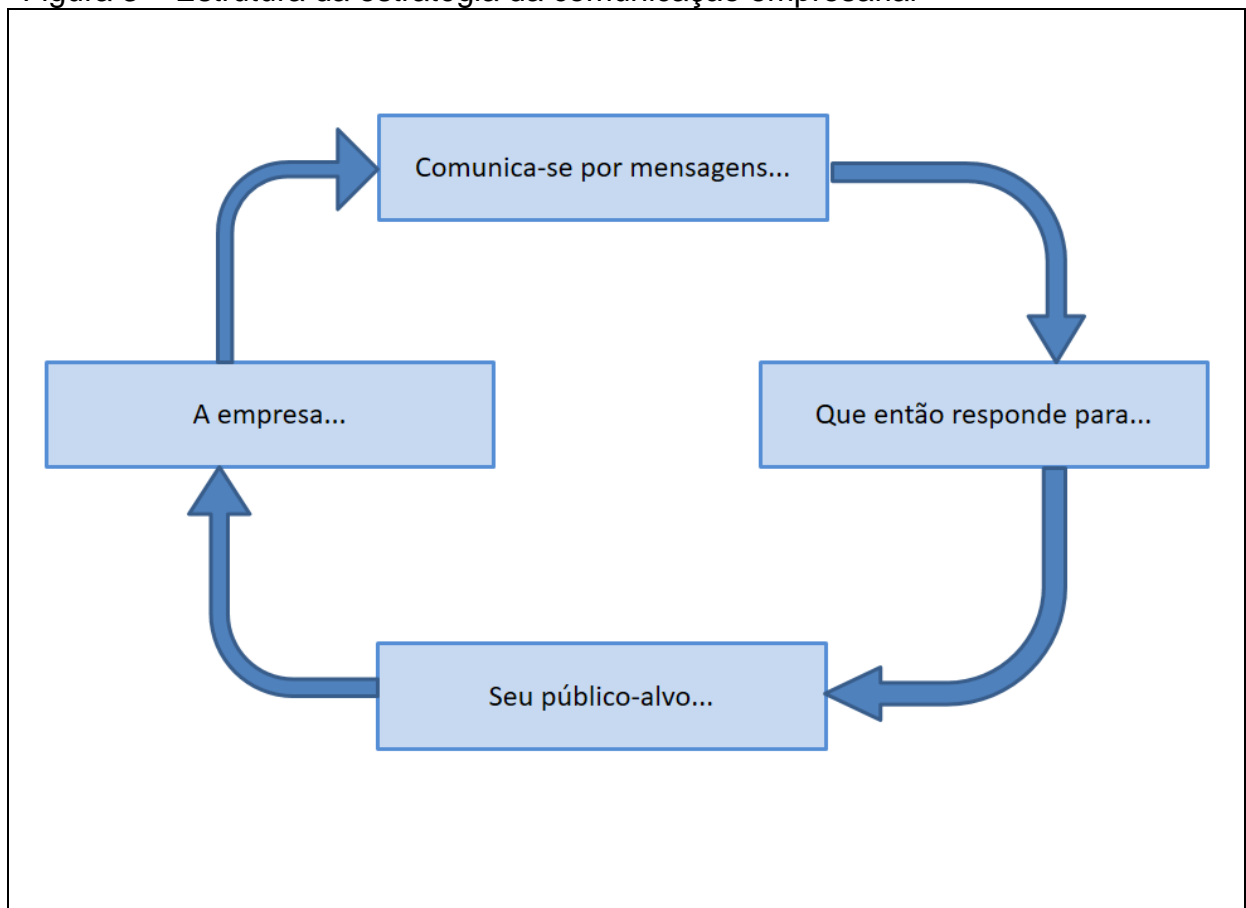 Comunica-se por mensagens...
A empresa...
Que então responde para...
Seu público-alvo...